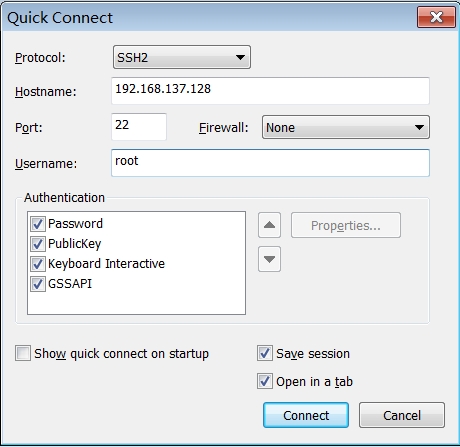 Quick Connect
Protocol: SSH2
Hostname: 192.168.137.128
Port: 22 Firewall: None
Username: root
Authentication
Password
PublicKey Properties...
Keyboard Interactive
GSSAPI
Show quick connect on startup Save session
Open in a tab
Connect Cancel